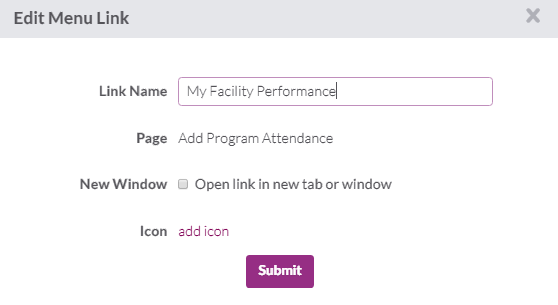 Edit Menu Link
Link Name My Facility Performance
Page Add Program Attendance
New Window Open link in new tab or window
Icon add icon
Submit